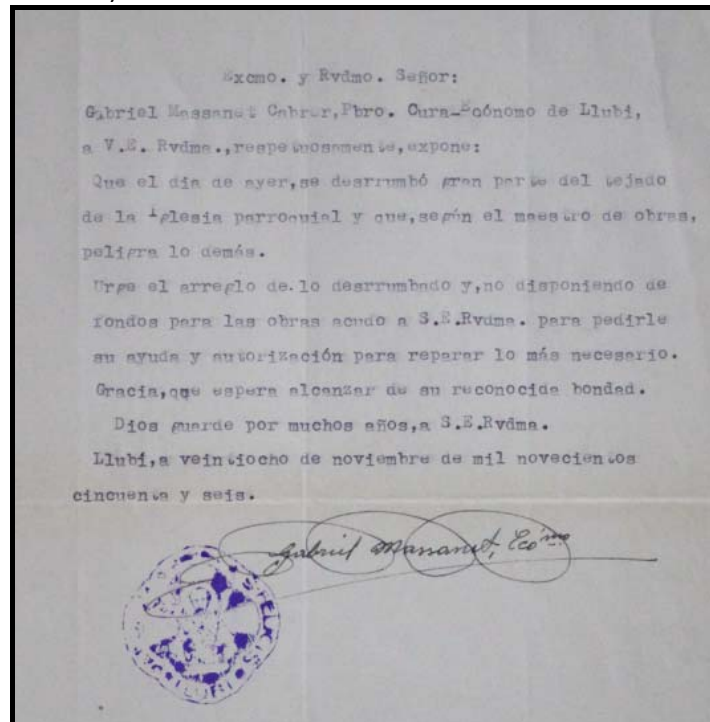 Excmo. y Rvdmo. Señor:
Gabriel Massanet Cabrer, Pbro. Cura-Ecónomo de Llubí,
a V.E. Rvdma.,respetuosamente,expone:
Que el día de ayer,se desrrumbó gran parte del tejado
de la Iglesia parroquial y que,según el maestro de obras,
peligra lo demás.
Urge el arreglo de.lo desrrumbado y,no disponiendo de
fondos para las obras acudo a S.E.Rvdma. para pedirle
su ayuda y autorización para reparar lo más necesario.
Gracia,que espera alcanzar de su reconocida bondad.
Dios guarde por muchos años,a S.E.Rvdma.
Llubí,a veintiocho de noviembre de mil novecientos
cincuenta y seis.
Gabriel Massanet, Ecómo
LLUBI